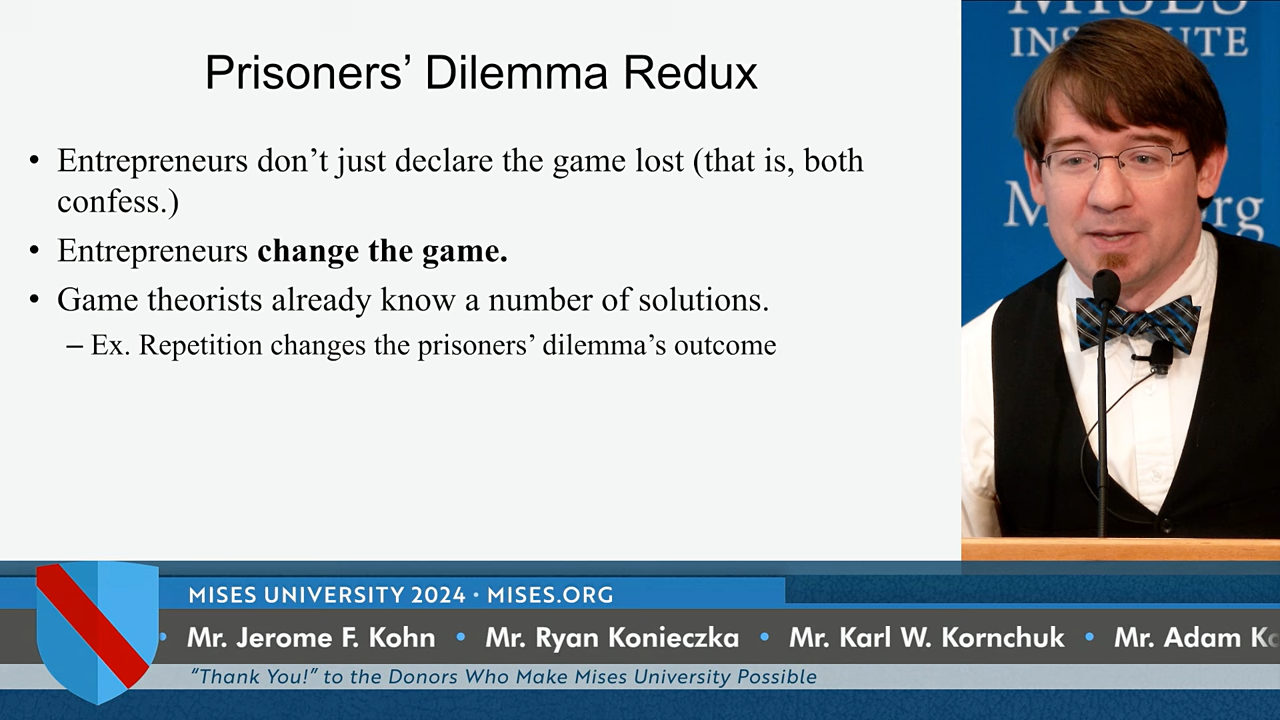 Prisoners’ Dilemma Redux
• Entrepreneurs don’t just declare the game lost (that is, both
confess.)
• Entrepreneurs change the game.
• Game theorists already know a number of solutions.
– Ex. Repetition changes the prisoners’ dilemma’s outcome
MISES
INSTITUTE
MISES UNIVERSITY 2024 • MISES.ORG
• Mr. Jerome F. Kohn • Mr. Ryan Konieczka • Mr. Karl W. Kornchuk • Mr. Adam
“Thank You!” to the Donors Who Make Mises University Possible